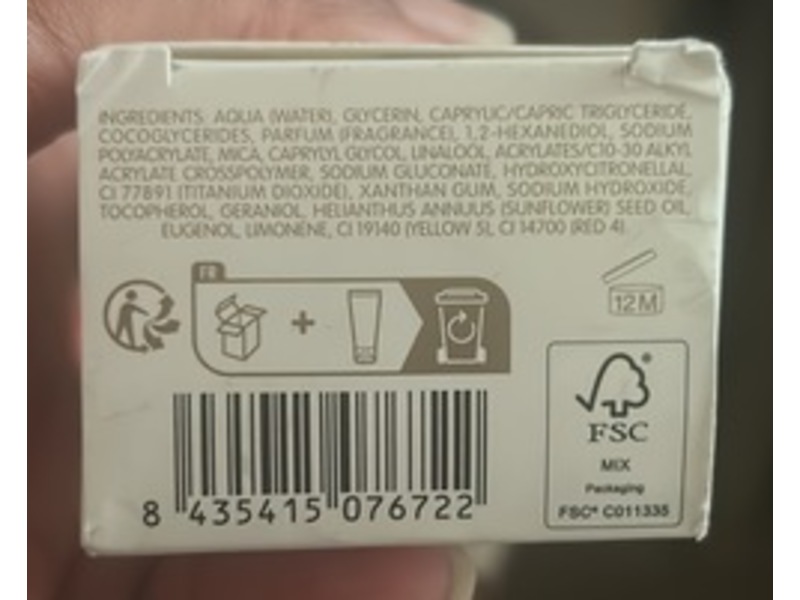 INGREDIENTS: AQUA (WATER), GLYCERIN, CAPRYLIC/CAPRIC TRIGLYCERIDE,
COCOGLYCERIDES, PARFUM (FRAGRANCE), 1,2-HEXANEDIOL, SODIUM
POLYACRYLATE, MICA, CAPRYLYL GLYCOL, LINALOOL, ACRYLATES/C10-30 ALKYL
ACRYLATE CROSSPOLYMER, SODIUM GLUCONATE, HYDROXYCITRONELLAL,
CI 77891 (TITANIUM DIOXIDE), XANTHAN GUM, SODIUM HYDROXIDE,
TOCOPHEROL, GERANIOL, HELIANTHUS ANNUUS (SUNFLOWER) SEED OIL,
EUGENOL, LIMONENE, CI 19140 (YELLOW 5), CI 14700 (RED 4).
FR
+
12M
FSC
MIX
Packaging
FSC® C011335
8 435415 076722